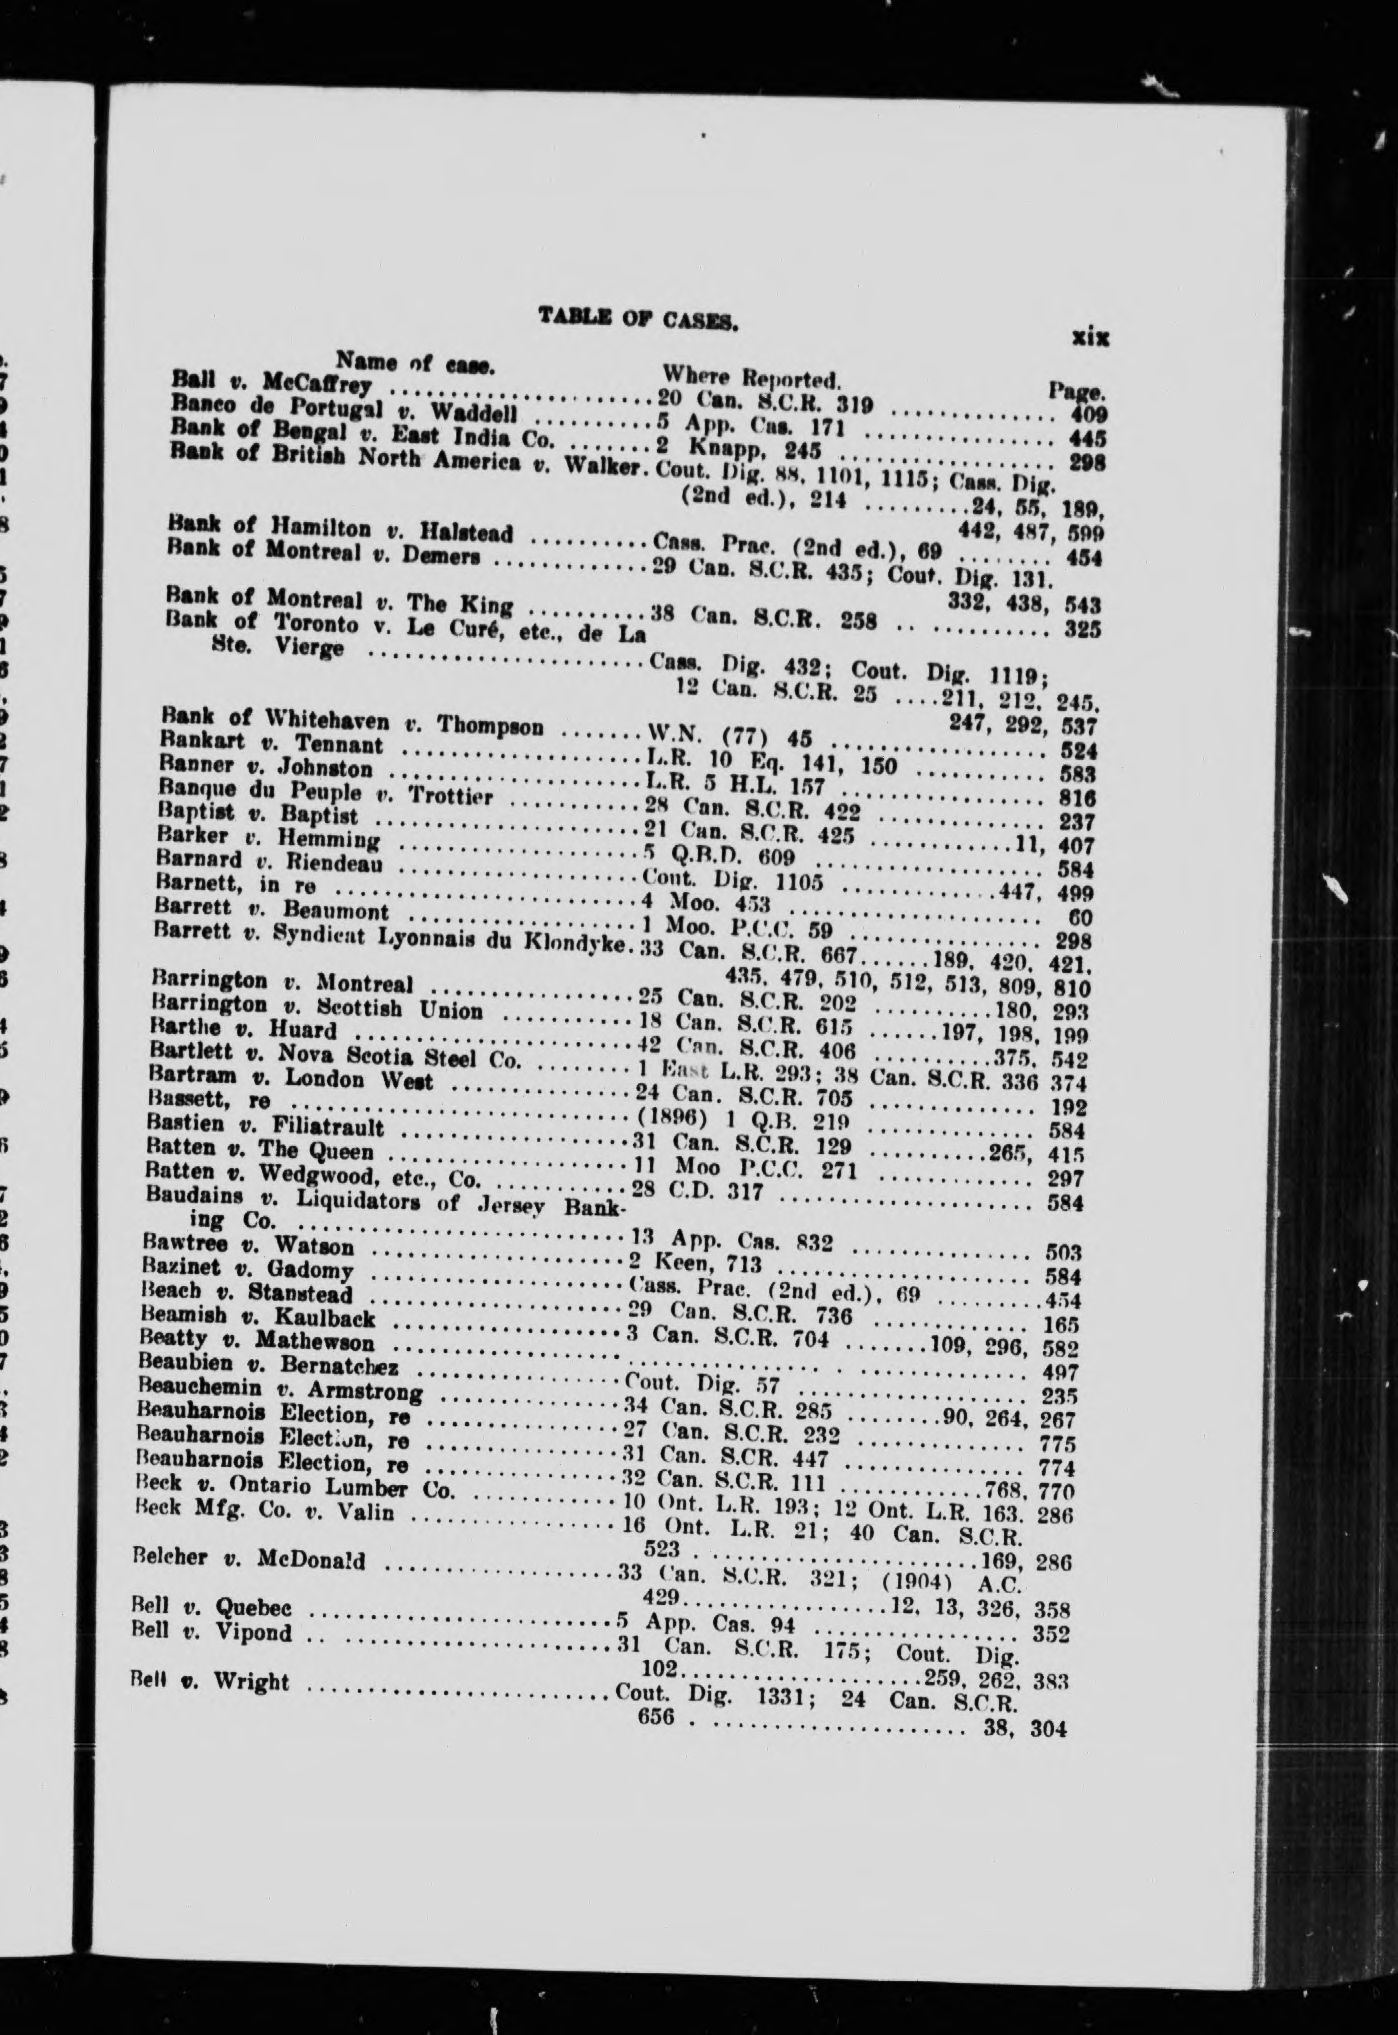 TABLE OF CASES. xix
Name of case. Where Reported. Page.
Ball v. McCaffrey ........................20 Can. S.C.R. 319 .............. 409
Banco de Portugal v. Waddell ..........5 App. Cas. 171 ................ 445
Bank of Bengal v. East India Co. .......2 Knapp, 245 .................. 298
Bank of British North America v. Walker. Cout. Dig. 88, 1101, 1115; Cass. Dig.
(2nd ed.), 214 .........24, 55, 189,
442, 487, 599
Bank of Hamilton v. Halstead ..........Cass. Prac. (2nd ed.), 69 ........ 454
Bank of Montreal v. Demers .............29 Can. S.C.R. 435; Cout. Dig. 131.
332, 438, 543
Bank of Montreal v. The King ..........38 Can. S.C.R. 258 .. .......... 325
Bank of Toronto v. Le Curé, etc., de La
Ste. Vierge .......................Cass. Dig. 432; Cout. Dig. 1119;
12 Can. S.C.R. 25 ....211, 212, 245,
247, 292, 537
Bank of Whitehaven v. Thompson .......W.N. (77) 45 .................. 524
Bankart v. Tennant ....................L.R. 10 Eq. 141, 150 ........... 583
Banner v. Johnston .....................L.R. 5 H.L. 157 ................. 816
Banque du Peuple v. Trottier ...........28 Can. S.C.R. 422 .............. 237
Baptist v. Baptist ......................21 Can. S.C.R. 425 ............11, 407
Barker v. Hemming ....................5 Q.B.D. 609 ................... 584
Barnard v. Riendeau ....................Cout. Dig. 1105 .............447, 499
Barnett, in re .........................4 Moo. 453 ..................... 60
Barrett v. Beaumont ...................1 Moo. P.C.C. 59 ................ 298
Barrett v. Syndicat Lyonnais du Klondyke. 33 Can. S.C.R. 667......189, 420, 421,
435, 479, 510, 512, 513, 809, 810
Barrington v. Montreal .................25 Can. S.C.R. 202 ..........180, 293
Barrington v. Scottish Union ...........18 Can. S.C.R. 615 ......197, 198, 199
Barthe v. Huard .......................42 Can. S.C.R. 406 ..........375, 542
Bartlett v. Nova Scotia Steel Co. ........1 East L.R. 293; 38 Can. S.C.R. 336 374
Bartram v. London West ...............24 Can. S.C.R. 705 .............. 192
Bassett, re ............................(1896) 1 Q.B. 219 .............. 584
Bastien v. Filiatrault ...................31 Can. S.C.R. 129 ..........265, 415
Batten v. The Queen ....................11 Moo P.C.C. 271 ............. 297
Batten v. Wedgwood, etc., Co. ...........28 C.D. 317 ..................... 584
Baudains v. Liquidators of Jersey Bank-
ing Co. ...........................13 App. Cas. 832 ............... 503
Bawtree v. Watson .....................2 Keen, 713 ..................... 584
Bazinet v. Gadomy .....................Cass. Prac. (2nd ed.), 69 .........454
Beach v. Stanstead .....................29 Can. S.C.R. 736 ............. 165
Beamish v. Kaulback ...................3 Can. S.C.R. 704 .......109, 296, 582
Beatty v. Mathewson ................... ................ . .............. 497
Beaubien v. Bernatchez .................Cout. Dig. 57 ................... 235
Beauchemin v. Armstrong ...............34 Can. S.C.R. 285 ........90, 264, 267
Beauharnois Election, re ................27 Can. S.C.R. 232 .............. 775
Beauharnois Election, re ................31 Can. S.CR. 447 ............... 774
Beauharnois Election, re ................32 Can. S.C.R. 111 ............768, 770
Beck v. Ontario Lumber Co. ............10 Ont. L.R. 193; 12 Ont. L.R. 163. 286
Beck Mfg. Co. v. Valin .................16 Ont. L.R. 21; 40 Can. S.C.R.
523 . .......................169, 286
Belcher v. McDonald ...................33 Can. S.C.R. 321; (1904) A.C.
429.................12, 13, 326, 358
Bell v. Quebec .........................5 App. Cas. 94 ................. 352
Bell v. Vipond .. ......................31 Can. S.C.R. 175; Cout. Dig.
102....................259, 262, 383
Bell v. Wright .........................Cout. Dig. 1331; 24 Can. S.C.R.
656 . ..................... 38, 304